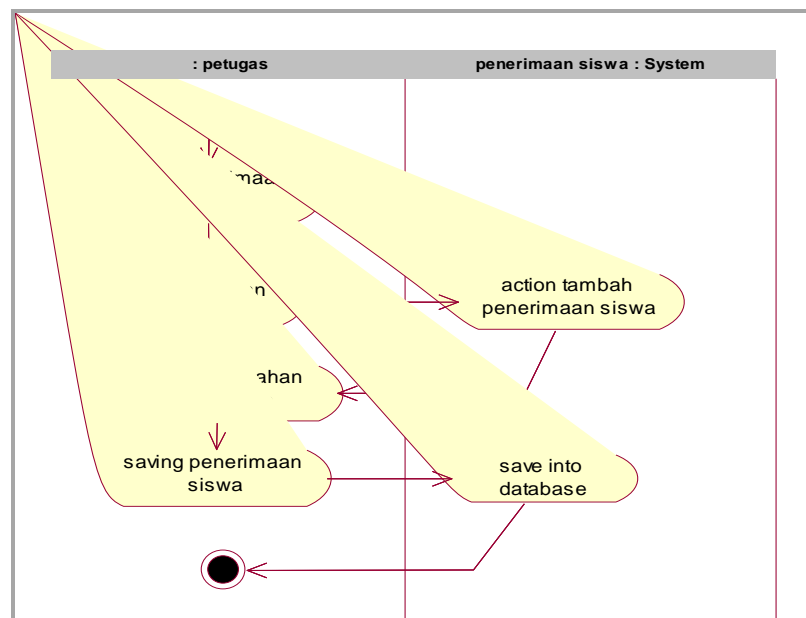 : petugas
penerimaan siswa : System
action tambah
penerimaan siswa
saving penerimaan
siswa
save into
database